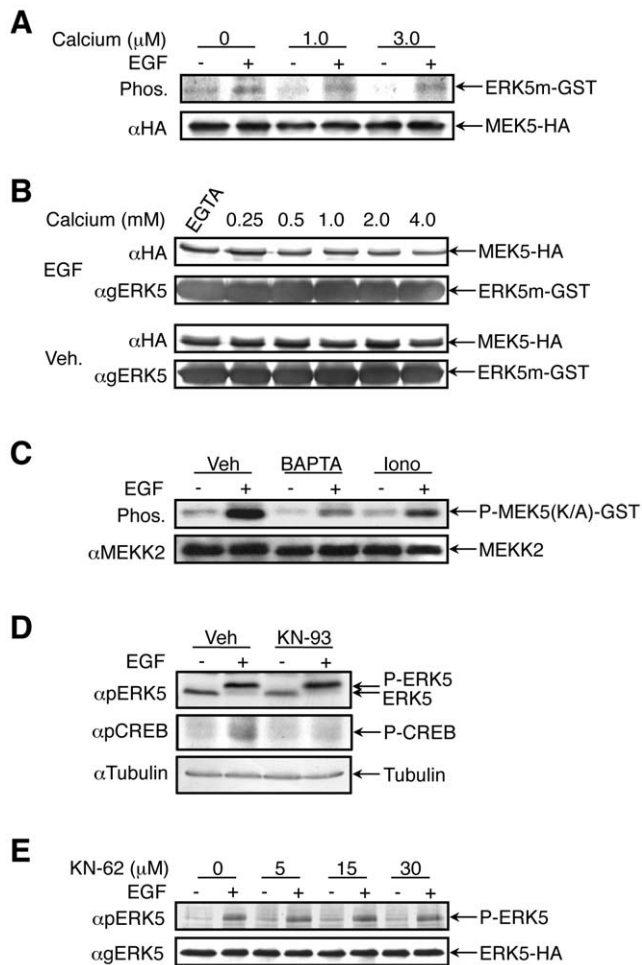 A
Calcium (μM) 0 1.0 3.0
EGF - + - + - +
Phos. ERK5m-GST
αHA MEK5-HA
B
Calcium (mM) EGTA 0.25 0.5 1.0 2.0 4.0
EGF
αHA MEK5-HA
αgERK5 ERK5m-GST
Veh.
αHA MEK5-HA
αgERK5 ERK5m-GST
C
Veh BAPTA Iono
EGF - + - + - +
Phos. P-MEK5(K/A)-GST
αMEKK2 MEKK2
D
Veh KN-93
EGF - + - +
αpERK5 P-ERK5
ERK5
αpCREB P-CREB
αTubulin Tubulin
E
KN-62 (μM) 0 5 15 30
EGF - + - + - + - +
αpERK5 P-ERK5
αgERK5 ERK5-HA